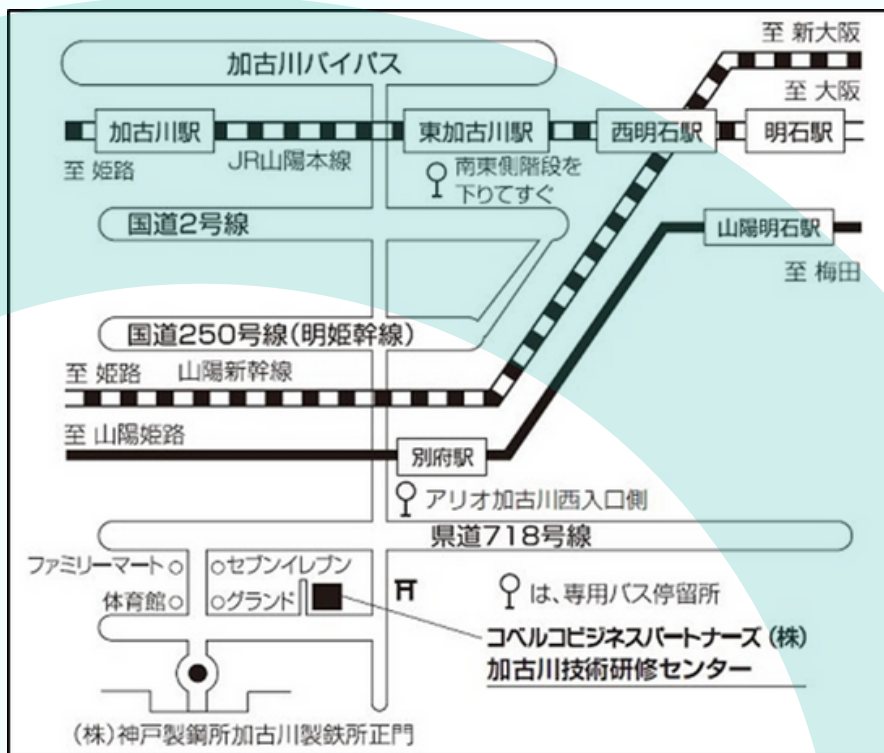 至 新大阪
加古川バイパス
至 大阪
加古川駅
東加古川駅
西明石駅
明石駅
至 姫路
JR山陽本線
南東側階段を
下りてすぐ
国道2号線
山陽明石駅
至 梅田
国道250号線(明姫幹線)
至 姫路
山陽新幹線
至 山陽姫路
別府駅
アリオ加古川西入口側
県道718号線
ファミリーマート
セブンイレブン
体育館
グランド
は、専用バス停留所
コベルコビジネスパートナーズ(株)
加古川技術研修センター
(株)神戸製鋼所加古川製鉄所正門